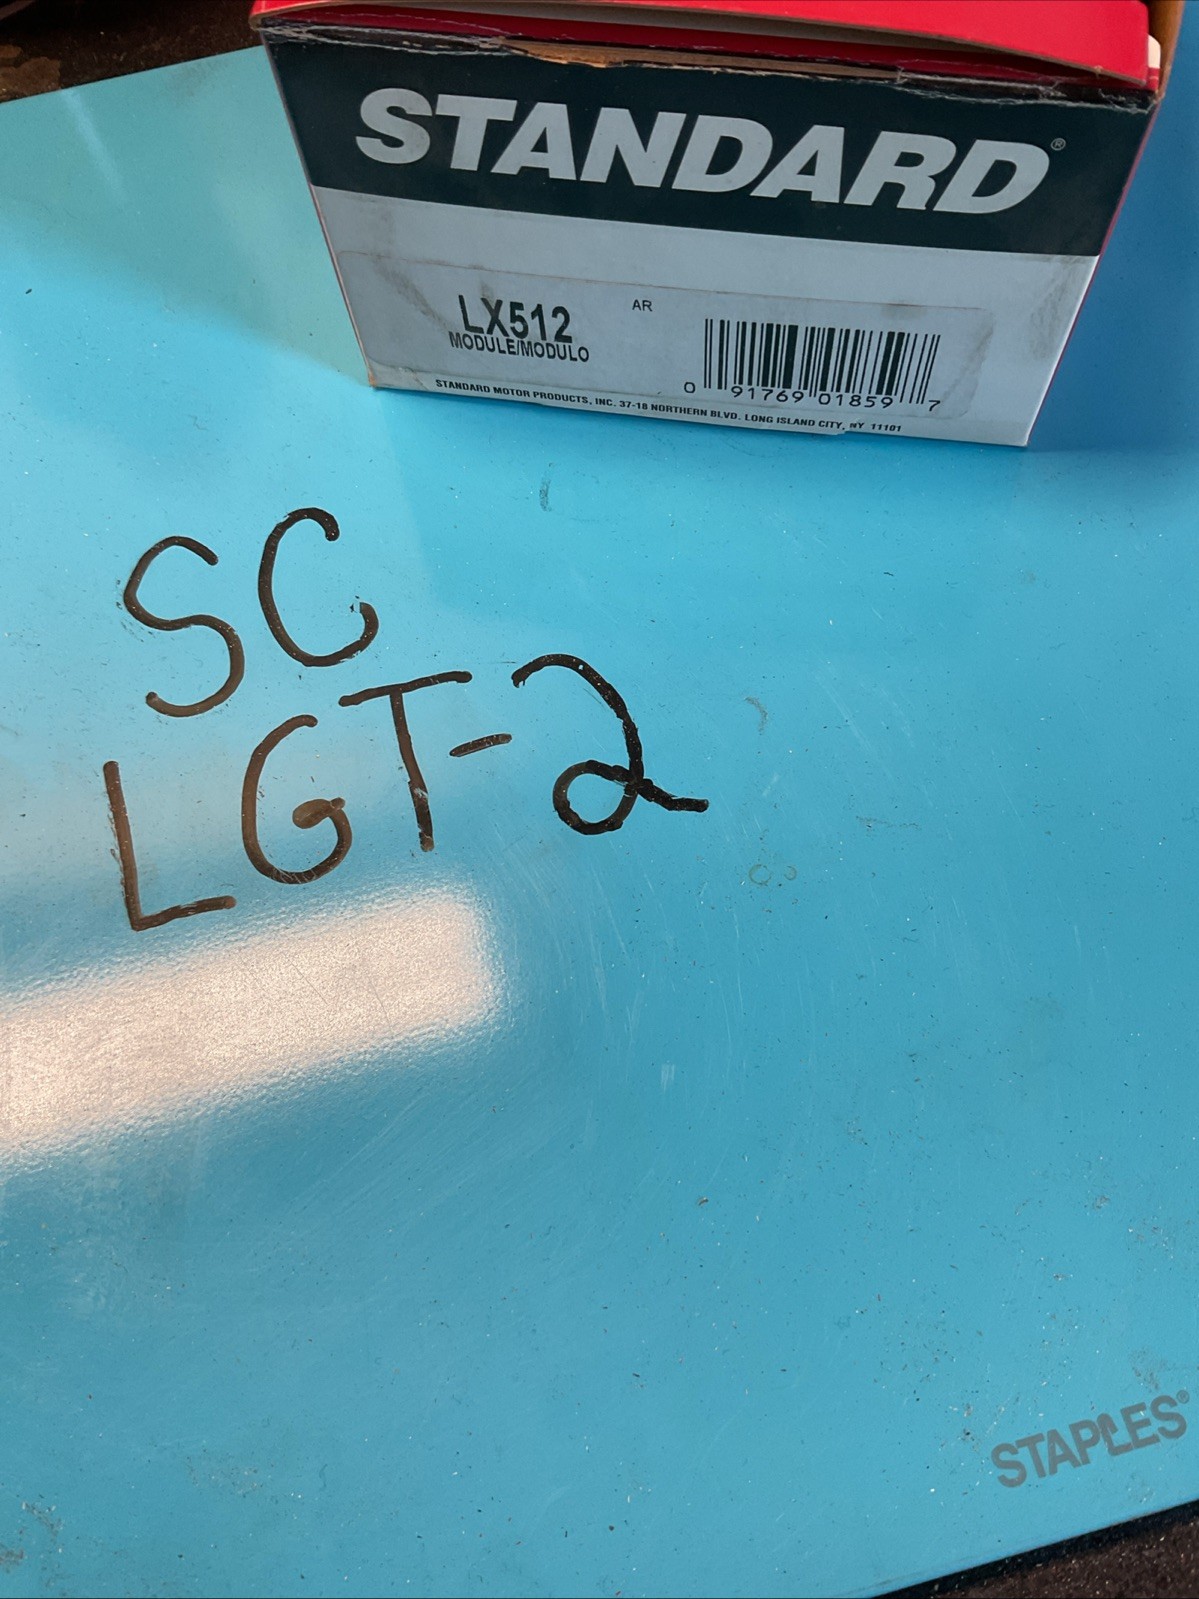 STANDARD®
LX512
MODULE/MODULO
AR
0 91769 01859 7
STANDARD MOTOR PRODUCTS, INC. 37-18 NORTHERN BLVD. LONG ISLAND CITY, NY 11101
SC
LGT-2
STAPLES®